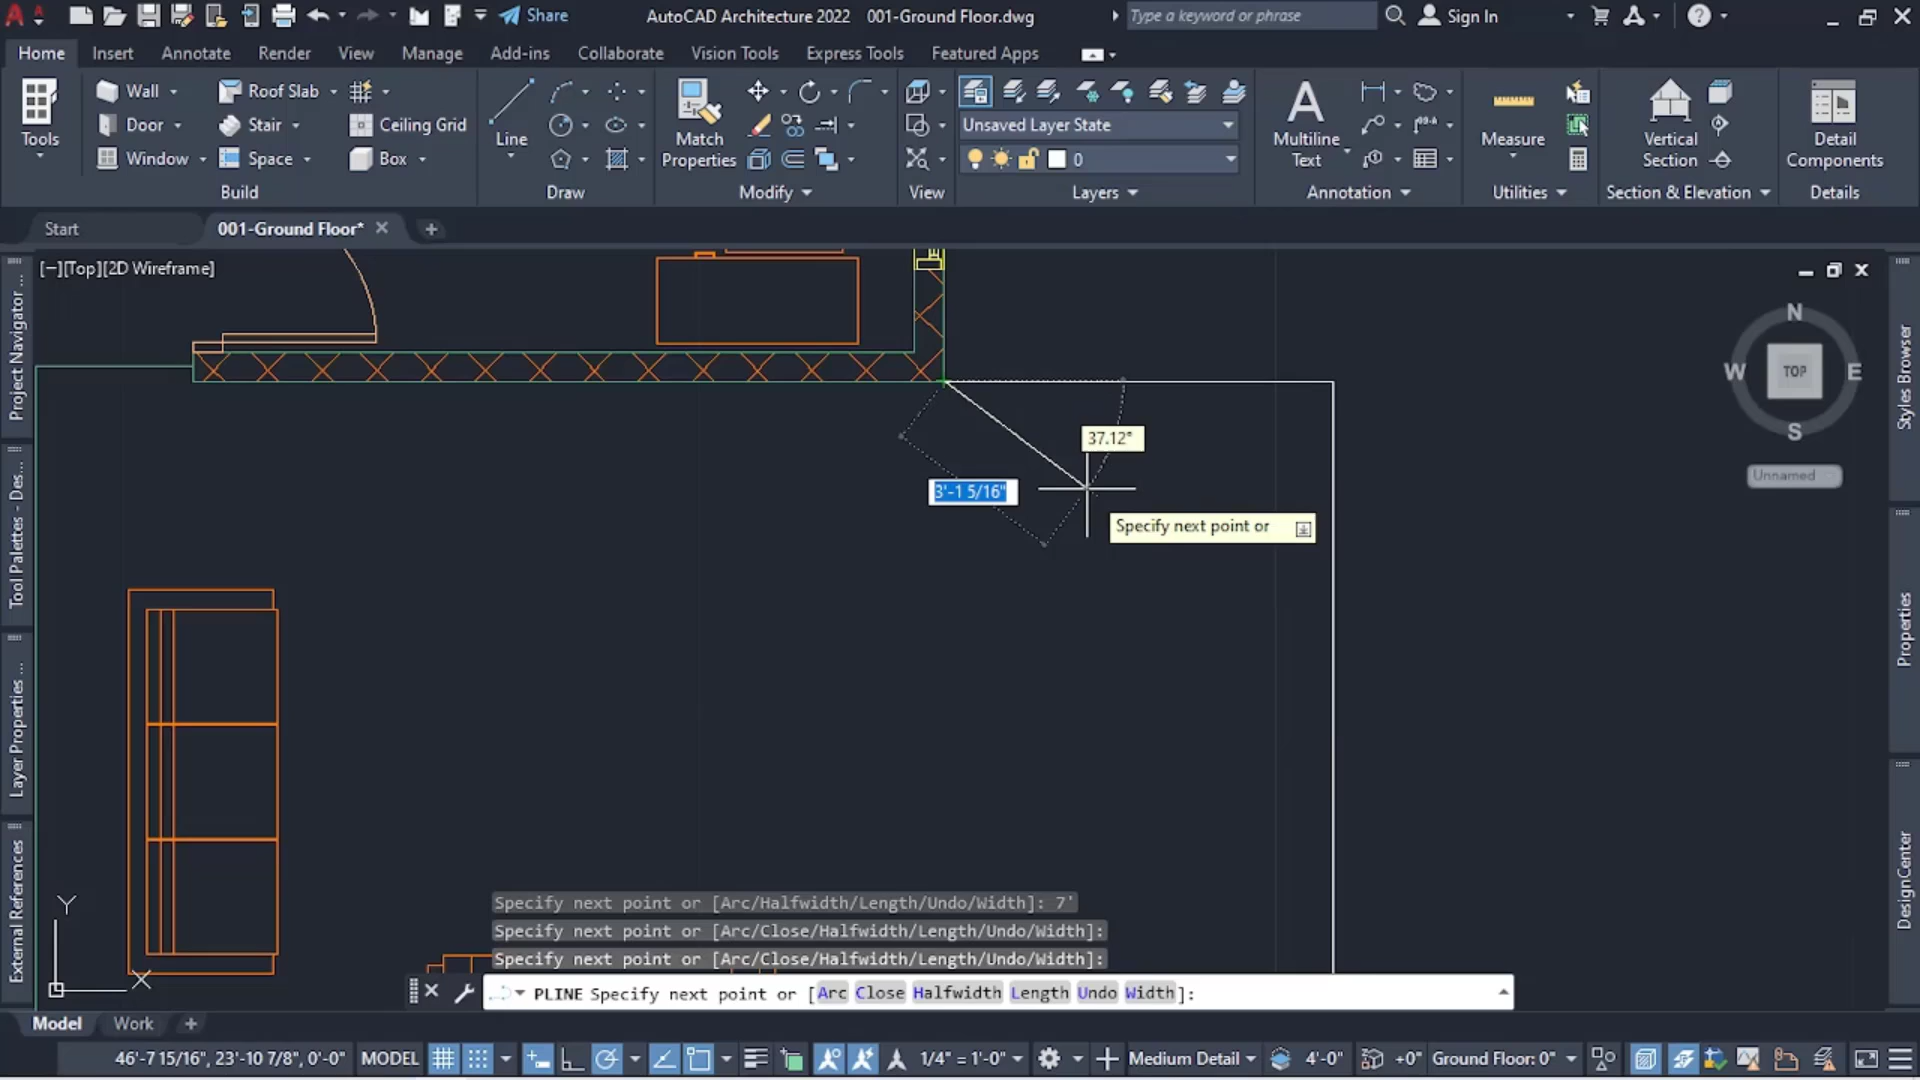 Share
AutoCAD Architecture 2022 001-Ground Floor.dwg
Type a keyword or phrase
Sign In
Home Insert Annotate Render View Manage Add-ins Collaborate Vision Tools Express Tools Featured Apps
Tools
Wall
Door
Window
Roof Slab
Stair
Space
Ceiling Grid
Box
Build
Line
Draw
Match
Properties
Modify
View
Unsaved Layer State
0
Layers
A
Multiline
Text
Annotation
Measure
Utilities
Vertical
Section
Section & Elevation
Detail
Components
Details
Start
001-Ground Floor*
[−][Top][2D Wireframe]
N
W TOP E
S
Unnamed
Project Navigator ...
Tool Palettes - Des...
Layer Properties ...
External References
Styles Browser
Properties
DesignCenter
37.12°
3'-1 5/16"
Specify next point or
Y
X
Specify next point or [Arc/Halfwidth/Length/Undo/Width]: 7'
Specify next point or [Arc/Close/Halfwidth/Length/Undo/Width]:
Specify next point or [Arc/Close/Halfwidth/Length/Undo/Width]:
PLINE Specify next point or [Arc Close Halfwidth Length Undo Width]:
Model Work
46'-7 15/16", 23'-10 7/8", 0'-0" MODEL 1/4" = 1'-0" Medium Detail 4'-0" +0" Ground Floor: 0"